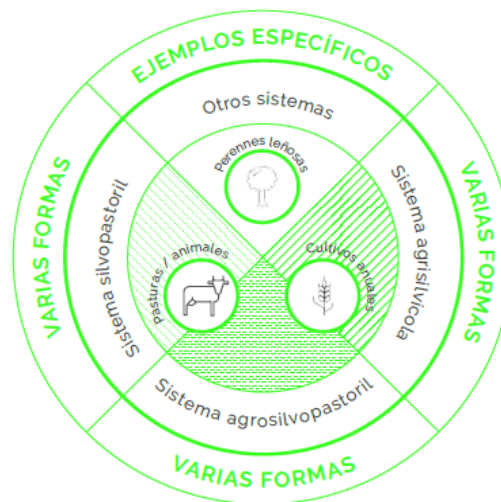 EJEMPLOS ESPECÍFICOS
Otros sistemas
Perennes leñosas
VARIAS FORMAS
Sistema silvopastoril
Pasturas / animales
Cultivos anuales
Sistema agrisilvícola
VARIAS FORMAS
Sistema agrosilvopastoril
VARIAS FORMAS